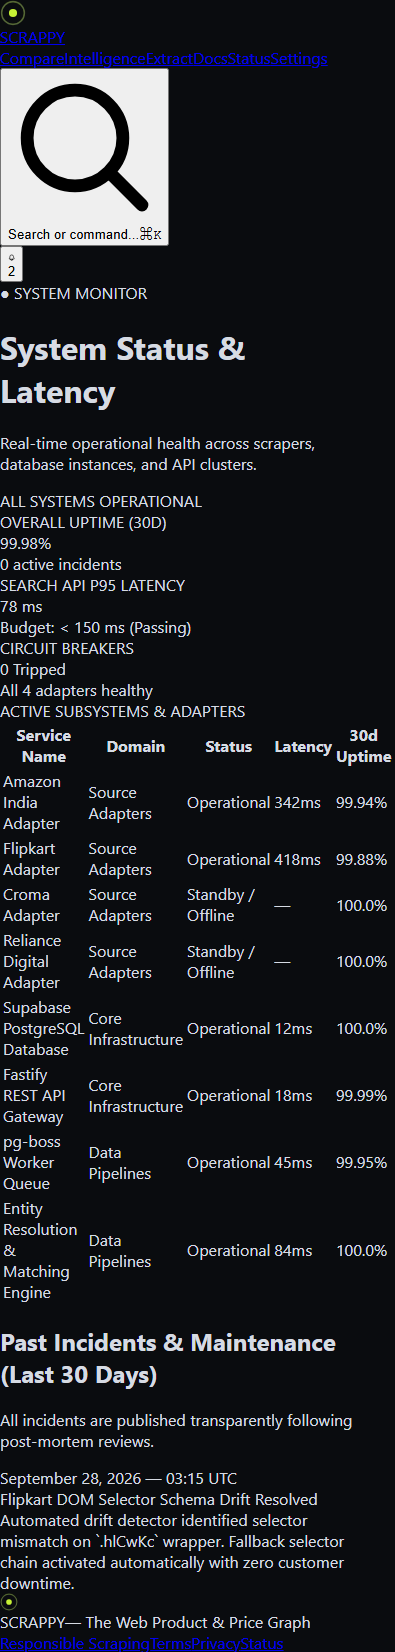 SCRAPPY
CompareIntelligenceExtractDocsStatusSettings
Search or command...⌘K
2
● SYSTEM MONITOR
System Status &
Latency
Real-time operational health across scrapers,
database instances, and API clusters.
ALL SYSTEMS OPERATIONAL
OVERALL UPTIME (30D)
99.98%
0 active incidents
SEARCH API P95 LATENCY
78 ms
Budget: < 150 ms (Passing)
CIRCUIT BREAKERS
0 Tripped
All 4 adapters healthy
ACTIVE SUBSYSTEMS & ADAPTERS
Service Name Domain Status Latency 30d Uptime
Amazon India Adapter Source Adapters Operational 342ms 99.94%
Flipkart Adapter Source Adapters Operational 418ms 99.88%
Croma Adapter Source Adapters Standby / Offline — 100.0%
Reliance Digital Adapter Source Adapters Standby / Offline — 100.0%
Supabase PostgreSQL Database Core Infrastructure Operational 12ms 100.0%
Fastify REST API Gateway Core Infrastructure Operational 18ms 99.99%
pg-boss Worker Queue Data Pipelines Operational 45ms 99.95%
Entity Resolution & Matching Engine Data Pipelines Operational 84ms 100.0%
Past Incidents & Maintenance
(Last 30 Days)
All incidents are published transparently following
post-mortem reviews.
September 28, 2026 — 03:15 UTC
Flipkart DOM Selector Schema Drift Resolved
Automated drift detector identified selector
mismatch on `.hlCwKc` wrapper. Fallback selector
chain activated automatically with zero customer
downtime.
SCRAPPY— The Web Product & Price Graph
Responsible ScrapingTermsPrivacyStatus